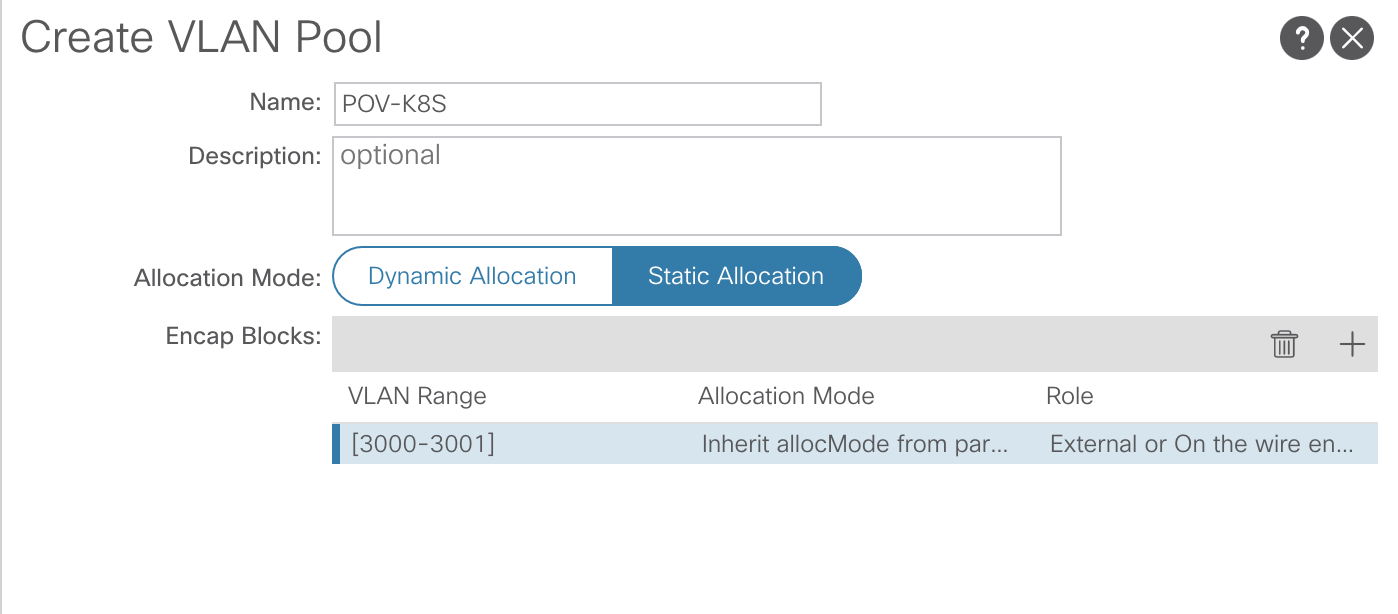 Create VLAN Pool
?
Name: POV-K8S
Description: optional
Allocation Mode: Dynamic Allocation Static Allocation
Encap Blocks:
VLAN Range Allocation Mode Role
[3000-3001] Inherit allocMode from par... External or On the wire en...